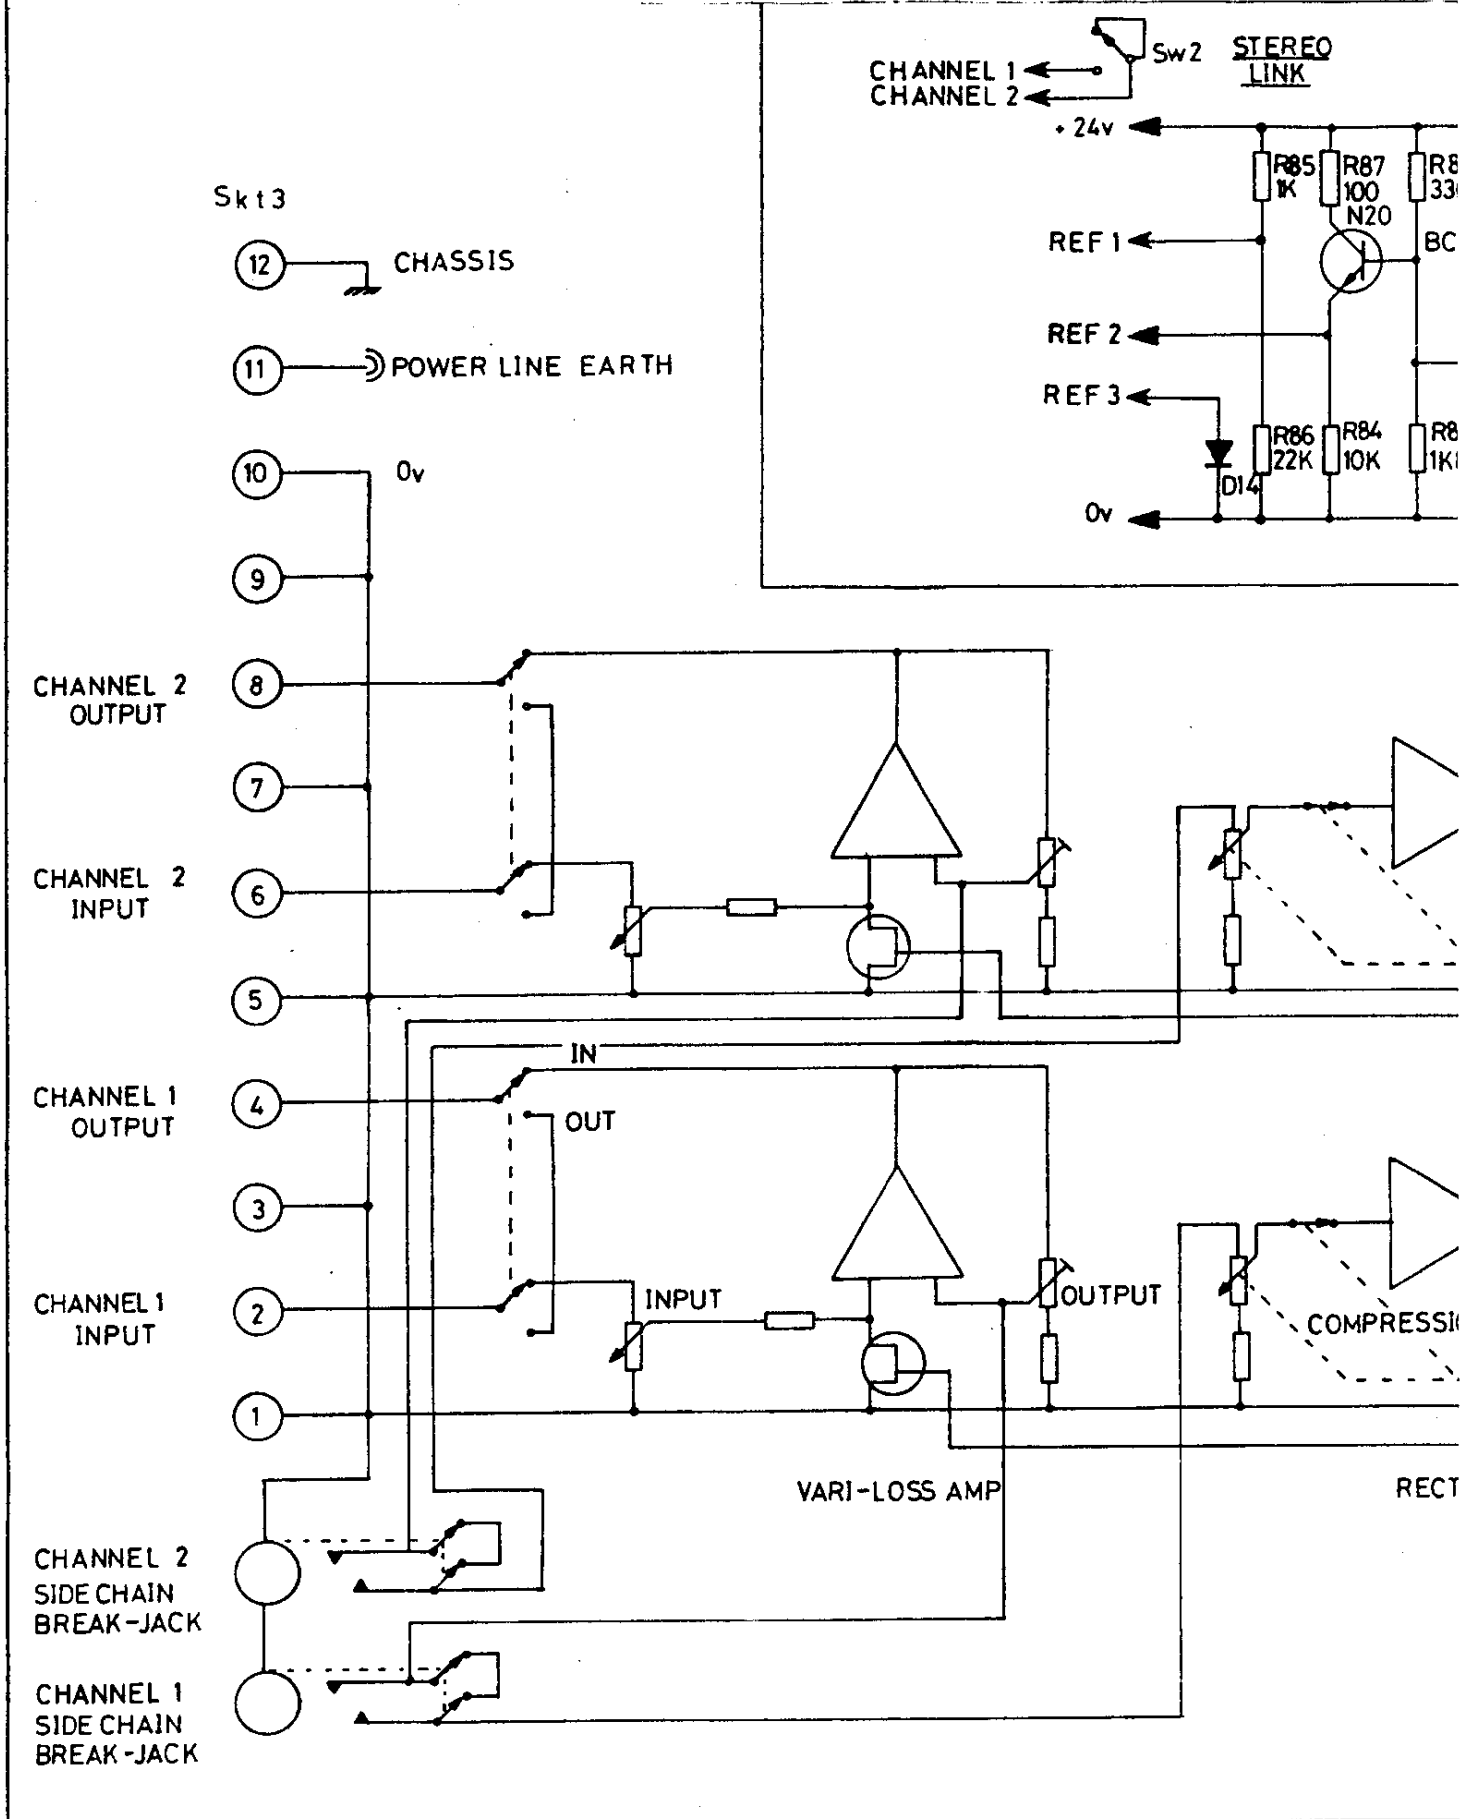 Sw2
STEREO
LINK
CHANNEL 1
CHANNEL 2
+ 24v
R85
1K
R87
100
N20
REF 1
REF 2
REF 3
R86
22K
R84
10K
D14
0v
Skt3
12 CHASSIS
11 POWER LINE EARTH
10 0v
9
CHANNEL 2
OUTPUT
8
7
CHANNEL 2
INPUT
6
5
IN
CHANNEL 1
OUTPUT
4
OUT
3
CHANNEL 1
INPUT
2
INPUT
OUTPUT
1
VARI-LOSS AMP
CHANNEL 2
SIDE CHAIN
BREAK-JACK
CHANNEL 1
SIDE CHAIN
BREAK-JACK